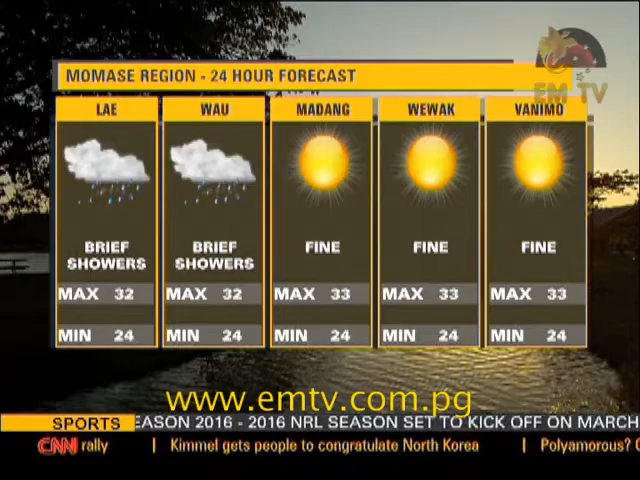 MOMASE REGION - 24 HOUR FORECAST
EM TV
LAE WAU MADANG WEWAK VANIMO
BRIEF SHOWERS BRIEF SHOWERS FINE FINE FINE
MAX 32 MAX 32 MAX 33 MAX 33 MAX 33
MIN 24 MIN 24 MIN 24 MIN 24 MIN 24
www.emtv.com.pg
SPORTS EASON 2016 - 2016 NRL SEASON SET TO KICK OFF ON MARCH
CNN rally | Kimmel gets people to congratulate North Korea | Polyamorous?